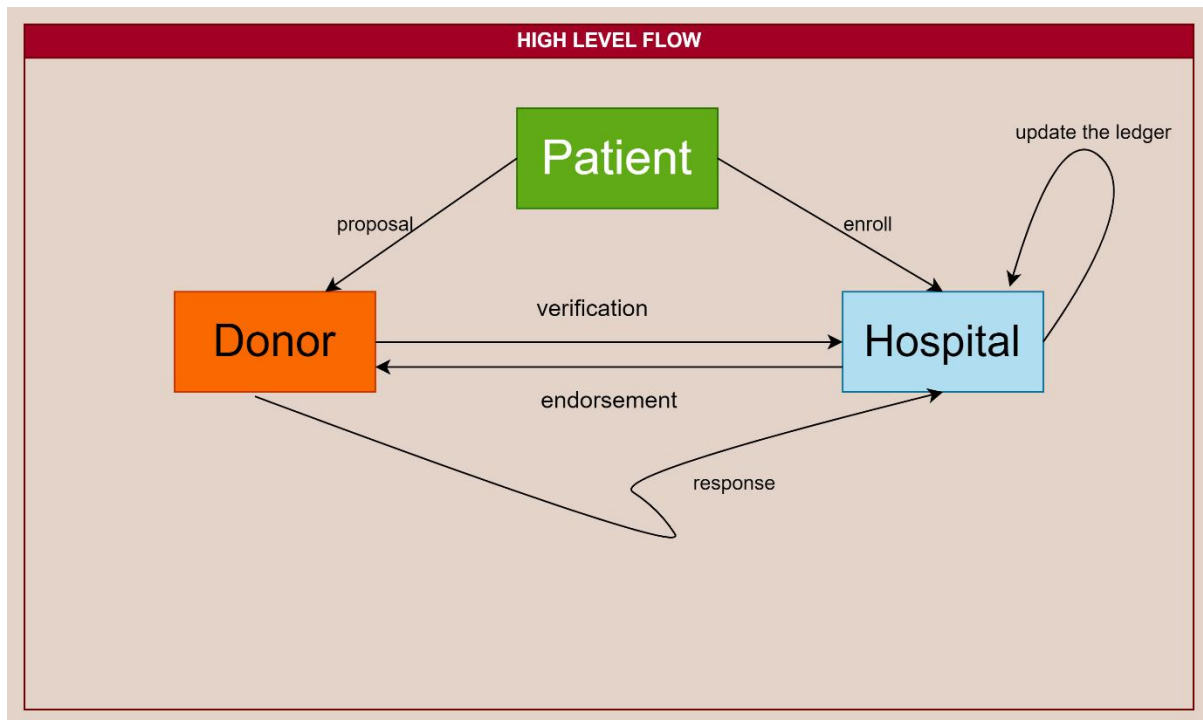 HIGH LEVEL FLOW
Patient
update the ledger
proposal
enroll
verification
Donor
Hospital
endorsement
response